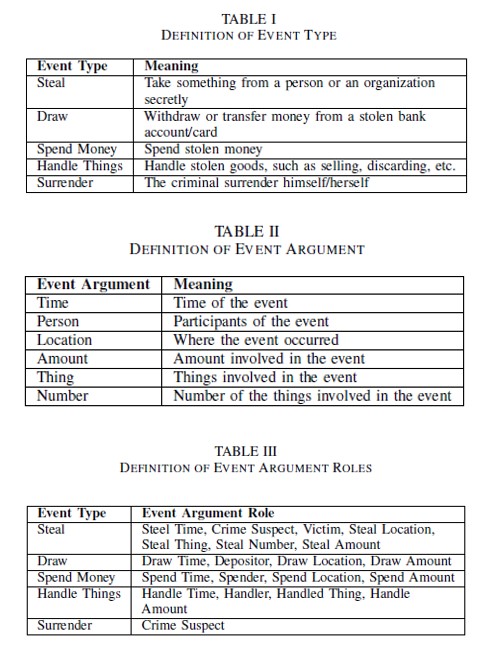 TABLE I
DEFINITION OF EVENT TYPE
Event Type Meaning
Steal Take something from a person or an organization
secretly
Draw Withdraw or transfer money from a stolen bank
account/card
Spend Money Spend stolen money
Handle Things Handle stolen goods, such as selling, discarding, etc.
Surrender The criminal surrender himself/herself
TABLE II
DEFINITION OF EVENT ARGUMENT
Event Argument Meaning
Time Time of the event
Person Participants of the event
Location Where the event occurred
Amount Amount involved in the event
Thing Things involved in the event
Number Number of the things involved in the event
TABLE III
DEFINITION OF EVENT ARGUMENT ROLES
Event Type Event Argument Role
Steal Steel Time, Crime Suspect, Victim, Steal Location,
Steal Thing, Steal Number, Steal Amount
Draw Draw Time, Depositor, Draw Location, Draw Amount
Spend Money Spend Time, Spender, Spend Location, Spend Amount
Handle Things Handle Time, Handler, Handled Thing, Handle
Amount
Surrender Crime Suspect